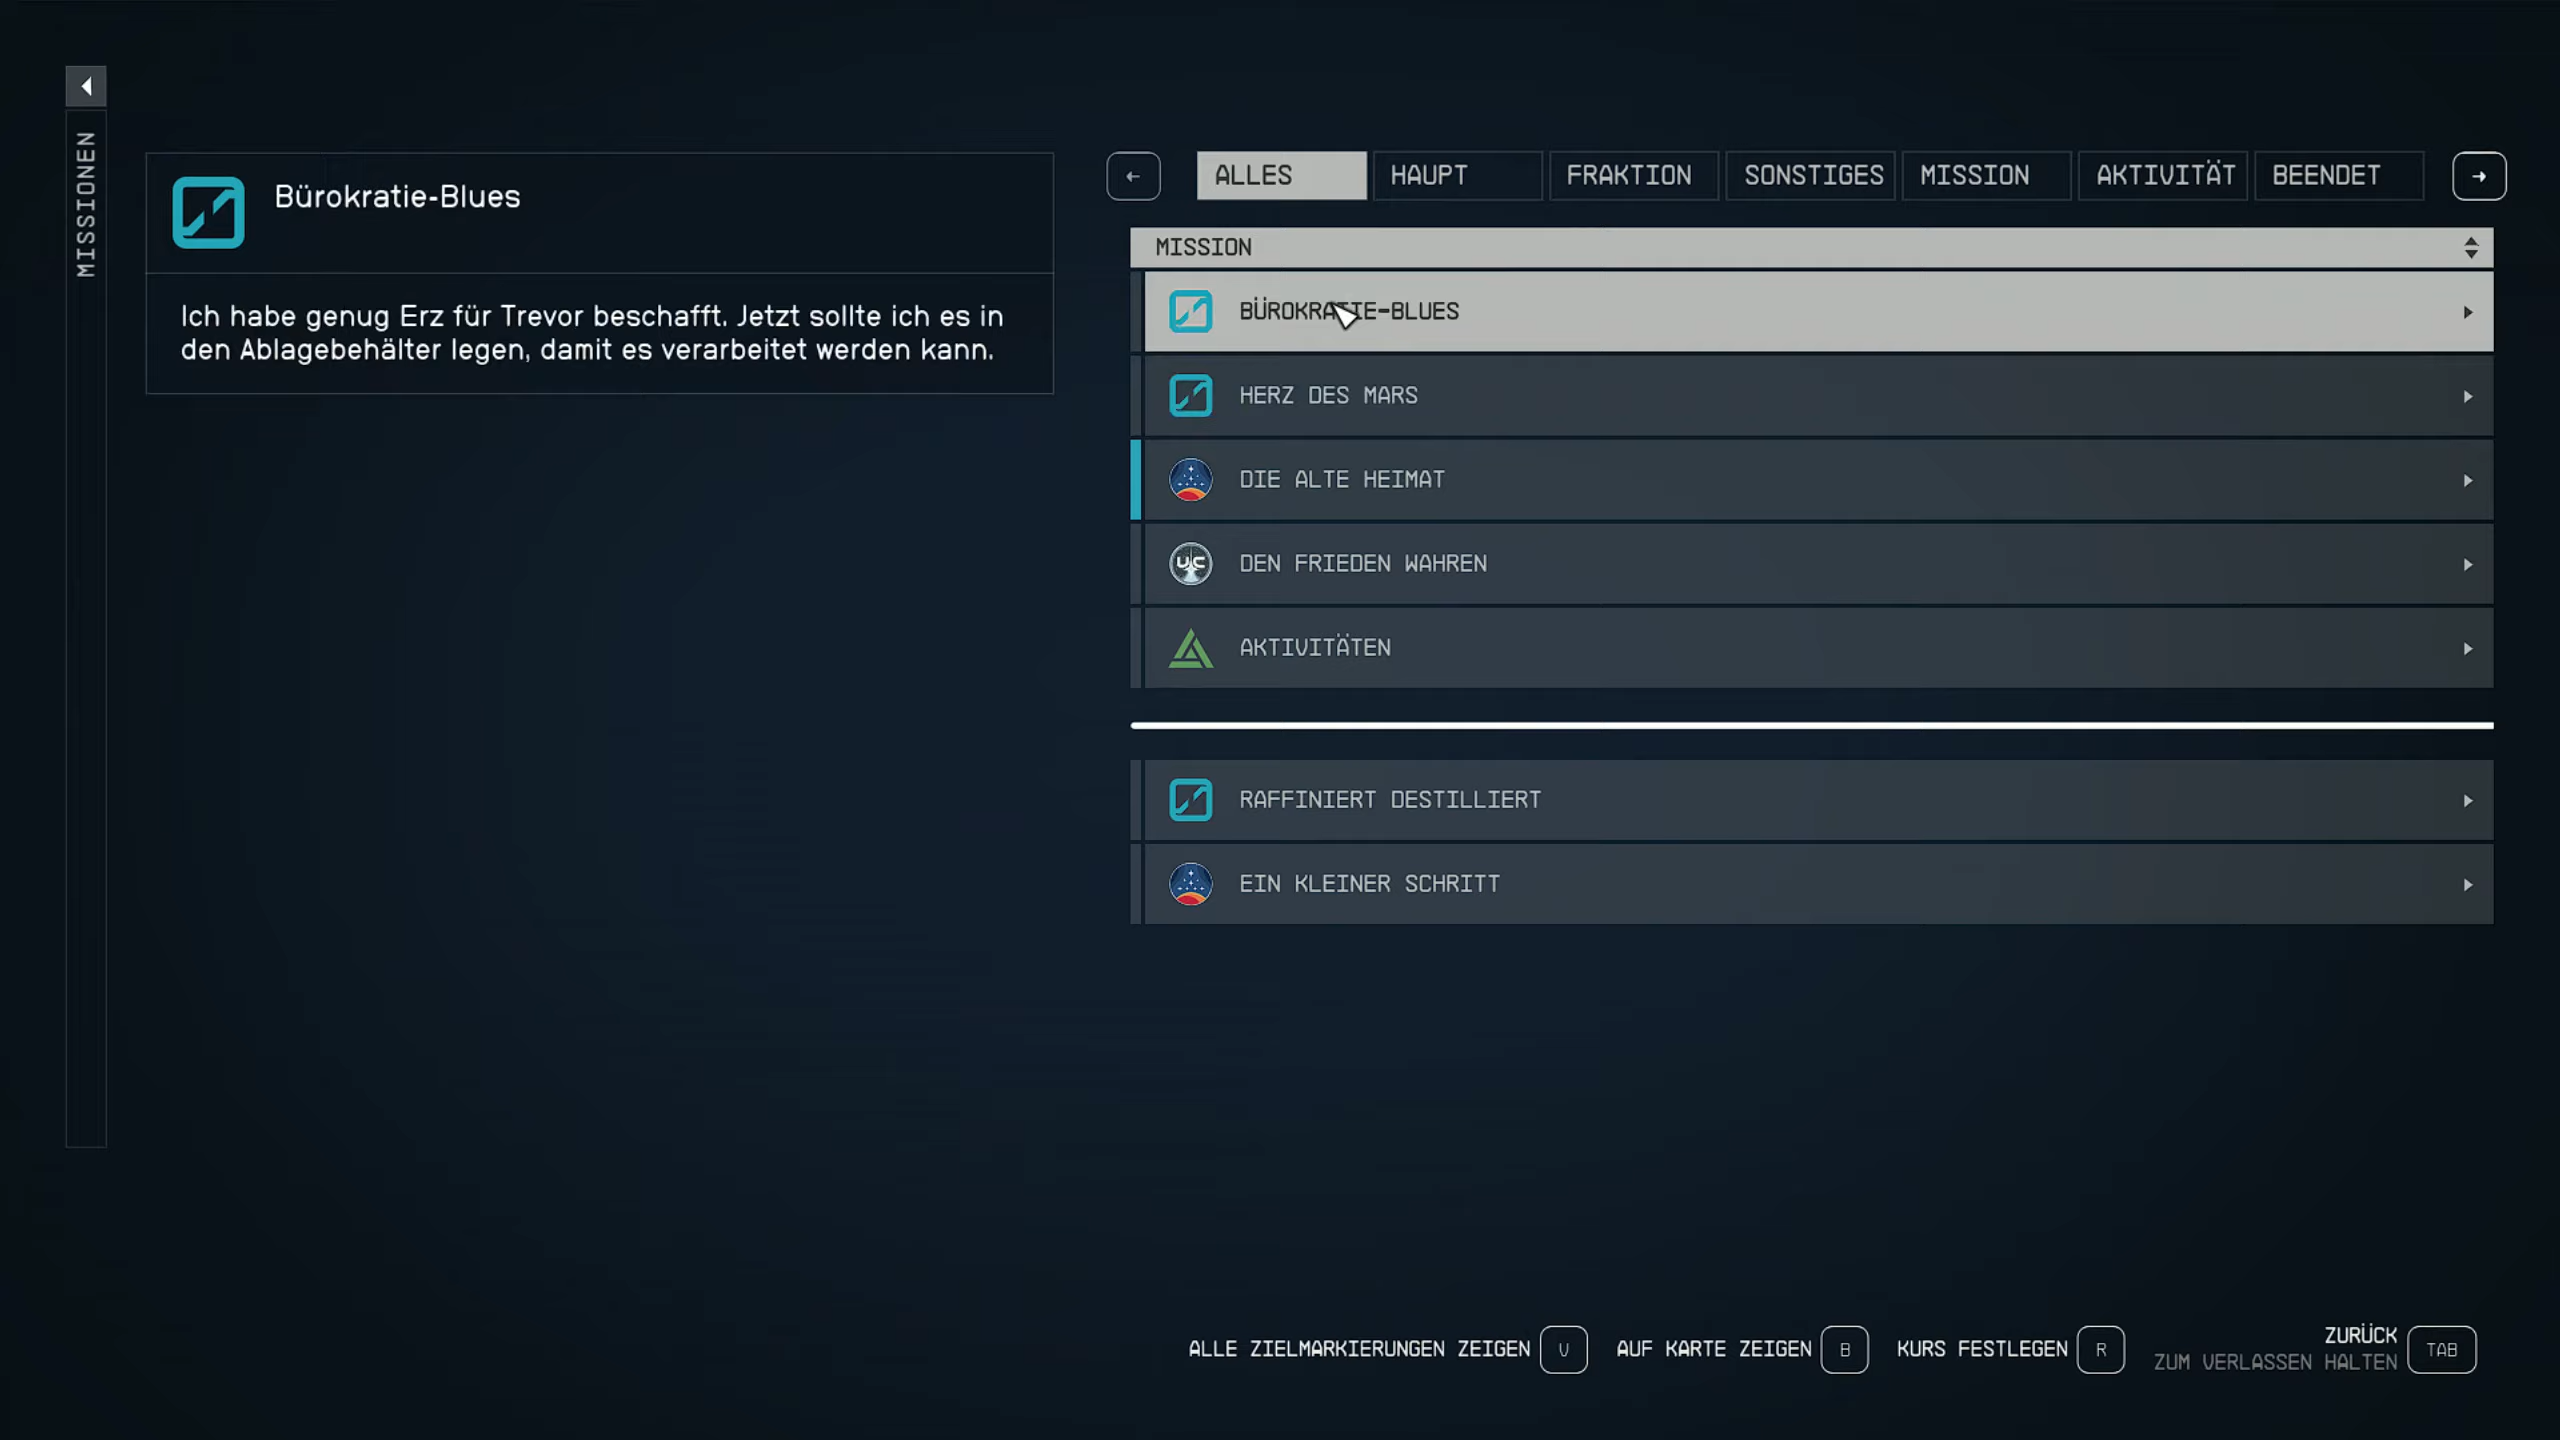 MISSIONEN
Bürokratie-Blues
Ich habe genug Erz für Trevor beschafft. Jetzt sollte ich es in
den Ablagebehälter legen, damit es verarbeitet werden kann.
ALLES HAUPT FRAKTION SONSTIGES MISSION AKTIVITÄT BEENDET
MISSION
BÜROKRATIE-BLUES
HERZ DES MARS
DIE ALTE HEIMAT
UC DEN FRIEDEN WAHREN
AKTIVITÄTEN
RAFFINIERT DESTILLIERT
EIN KLEINER SCHRITT
ALLE ZIELMARKIERUNGEN ZEIGEN V AUF KARTE ZEIGEN B KURS FESTLEGEN R ZURÜCK TAB
ZUM VERLASSEN HALTEN